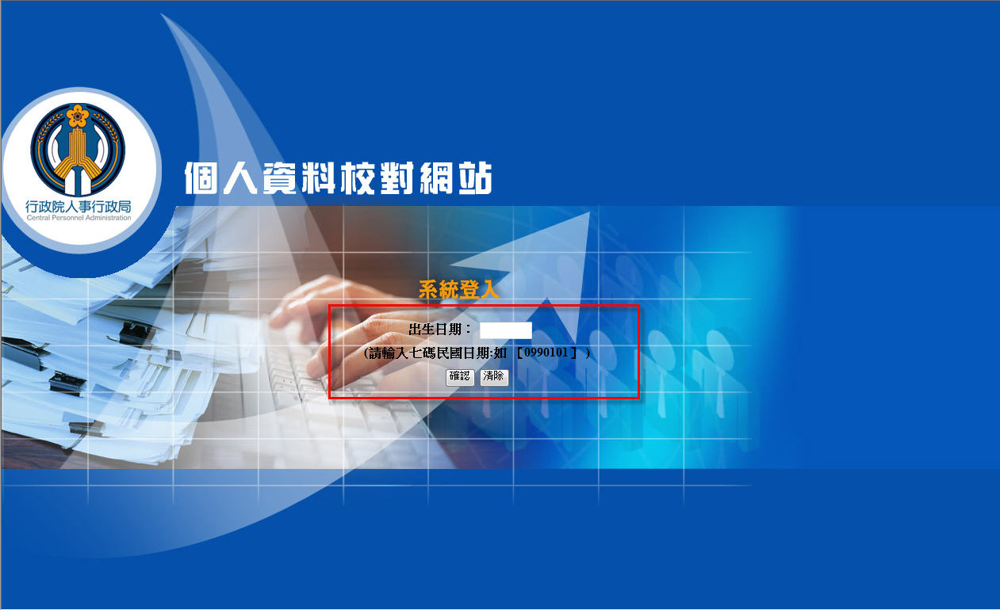 行政院人事行政局
Central Personnel Administration
個人資料校對網站
系統登入
出生日期：
(請輸入七碼民國日期:如 【0990101】 )
確認 清除